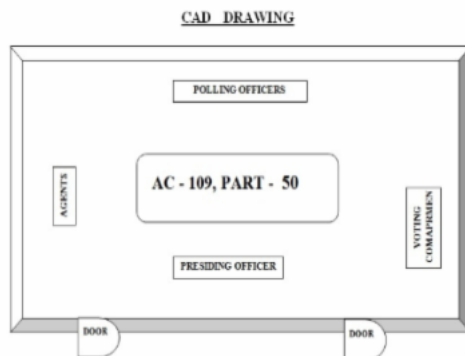 CAD DRAWING
POLLING OFFICERS
AGENTS
AC - 109, PART - 50
VOTING
COMAPRMEN
PRESIDING OFFICER
DOOR
DOOR